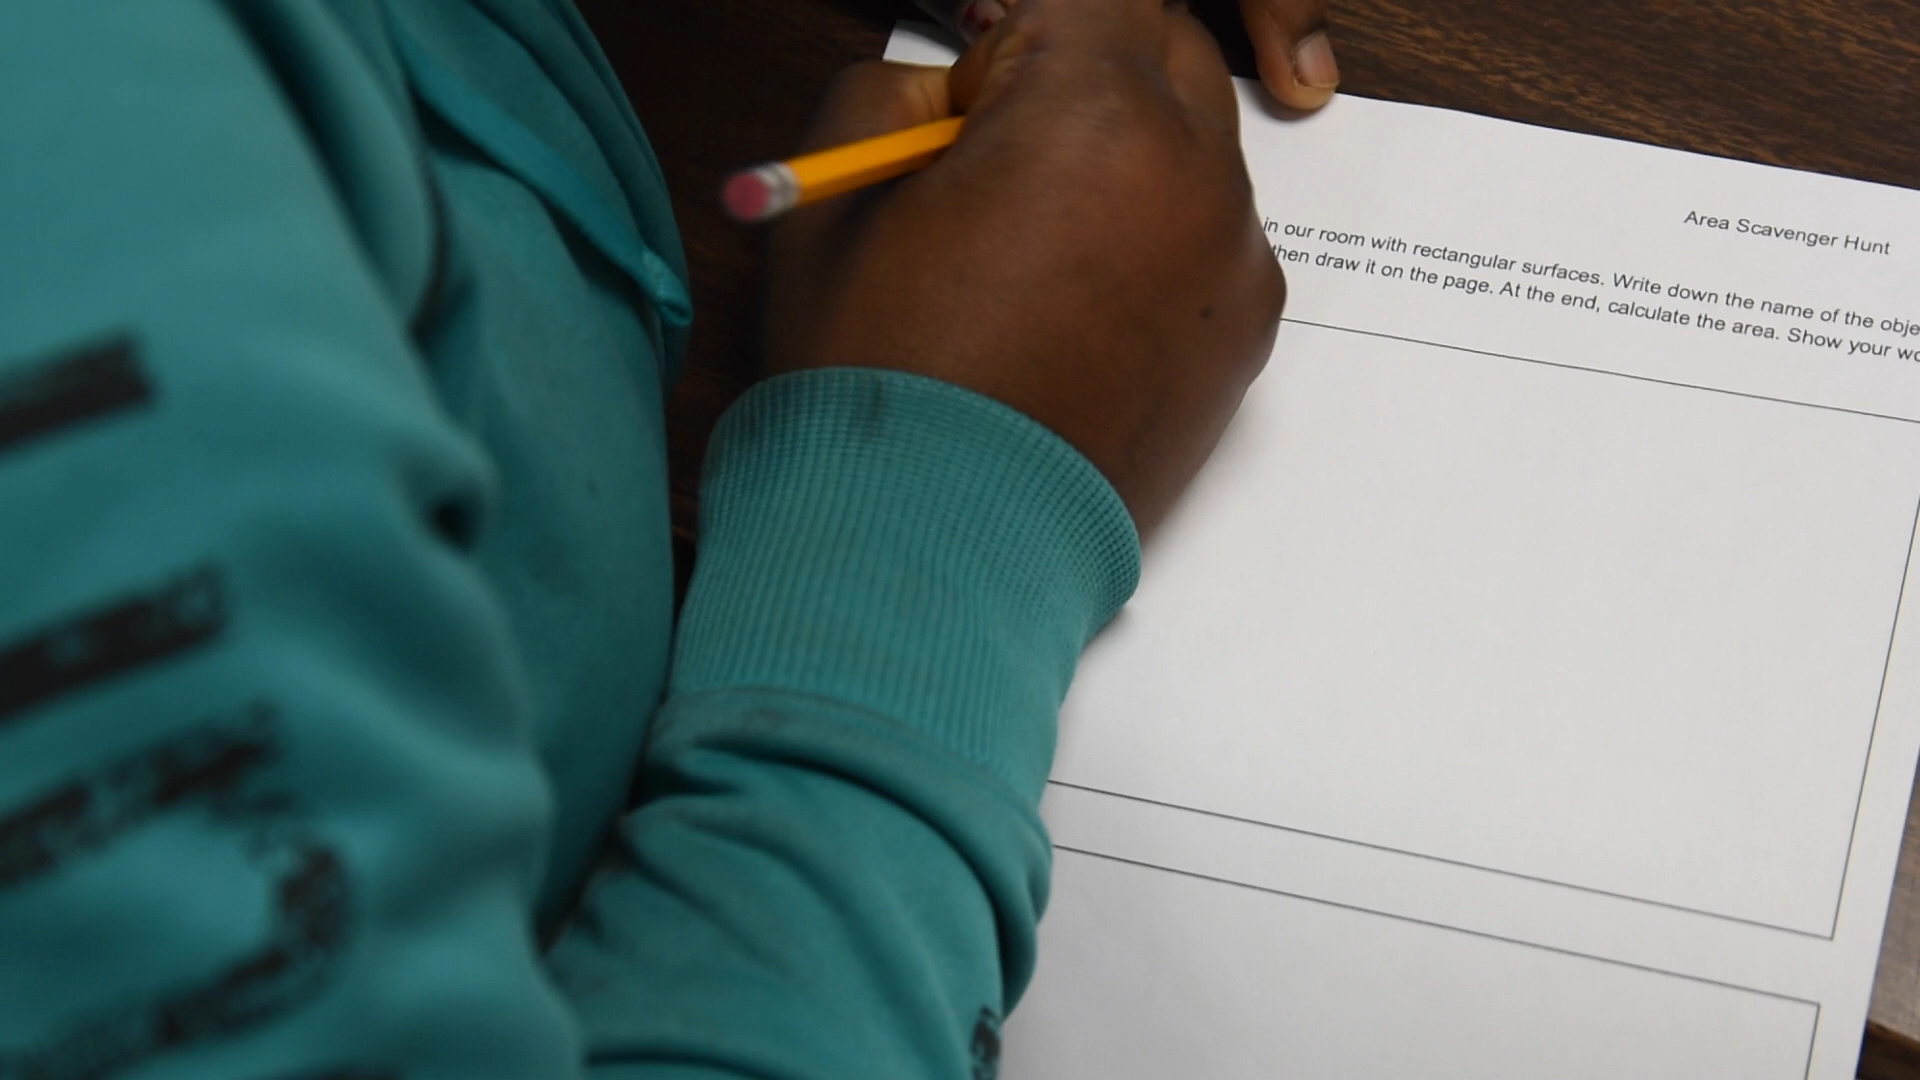 Area Scavenger Hunt
in our room with rectangular surfaces. Write down the name of the obje
then draw it on the page. At the end, calculate the area. Show your wo